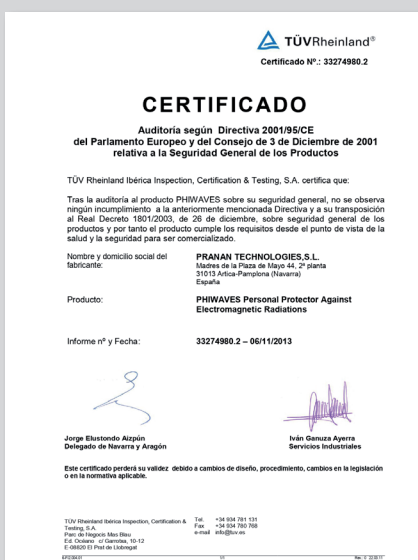 TÜVRheinland®
Certificado Nº.: 33274980.2
CERTIFICADO
Auditoría según Directiva 2001/95/CE
del Parlamento Europeo y del Consejo de 3 de Diciembre de 2001
relativa a la Seguridad General de los Productos
TÜV Rheinland Ibérica Inspection, Certification & Testing, S.A. certifica que:
Tras la auditoría al producto PHIWAVES sobre su seguridad general, no se observa
ningún incumplimiento a la anteriormente mencionada Directiva y a su transposición
al Real Decreto 1801/2003, de 26 de diciembre, sobre seguridad general de los
productos y por tanto el producto cumple los requisitos desde el punto de vista de la
salud y la seguridad para ser comercializado.
Nombre y domicilio social del fabricante:
PRANAN TECHNOLOGIES,S.L.
Madres de la Plaza de Mayo 44, 2ª planta
31013 Artica-Pamplona (Navarra)
España
Producto:
PHIWAVES Personal Protector Against
Electromagnetic Radiations
Informe nº y Fecha:
33274980.2 – 06/11/2013
Jorge Elustondo Aizpún
Delegado de Navarra y Aragón
Iván Ganuza Ayerra
Servicios Industriales
Este certificado perderá su validez debido a cambios de diseño, procedimiento, cambios en la legislación
o en la normativa aplicable.
TÜV Rheinland Ibérica Inspection, Certification &
Testing, S.A.
Parc de Negocis Mas Blau
Ed. Océano c/ Garrotxa, 10-12
E-08820 El Prat de Llobregat
Tel. +34 934 781 131
Fax +34 934 780 768
e-mail info@tuv.es
1/1